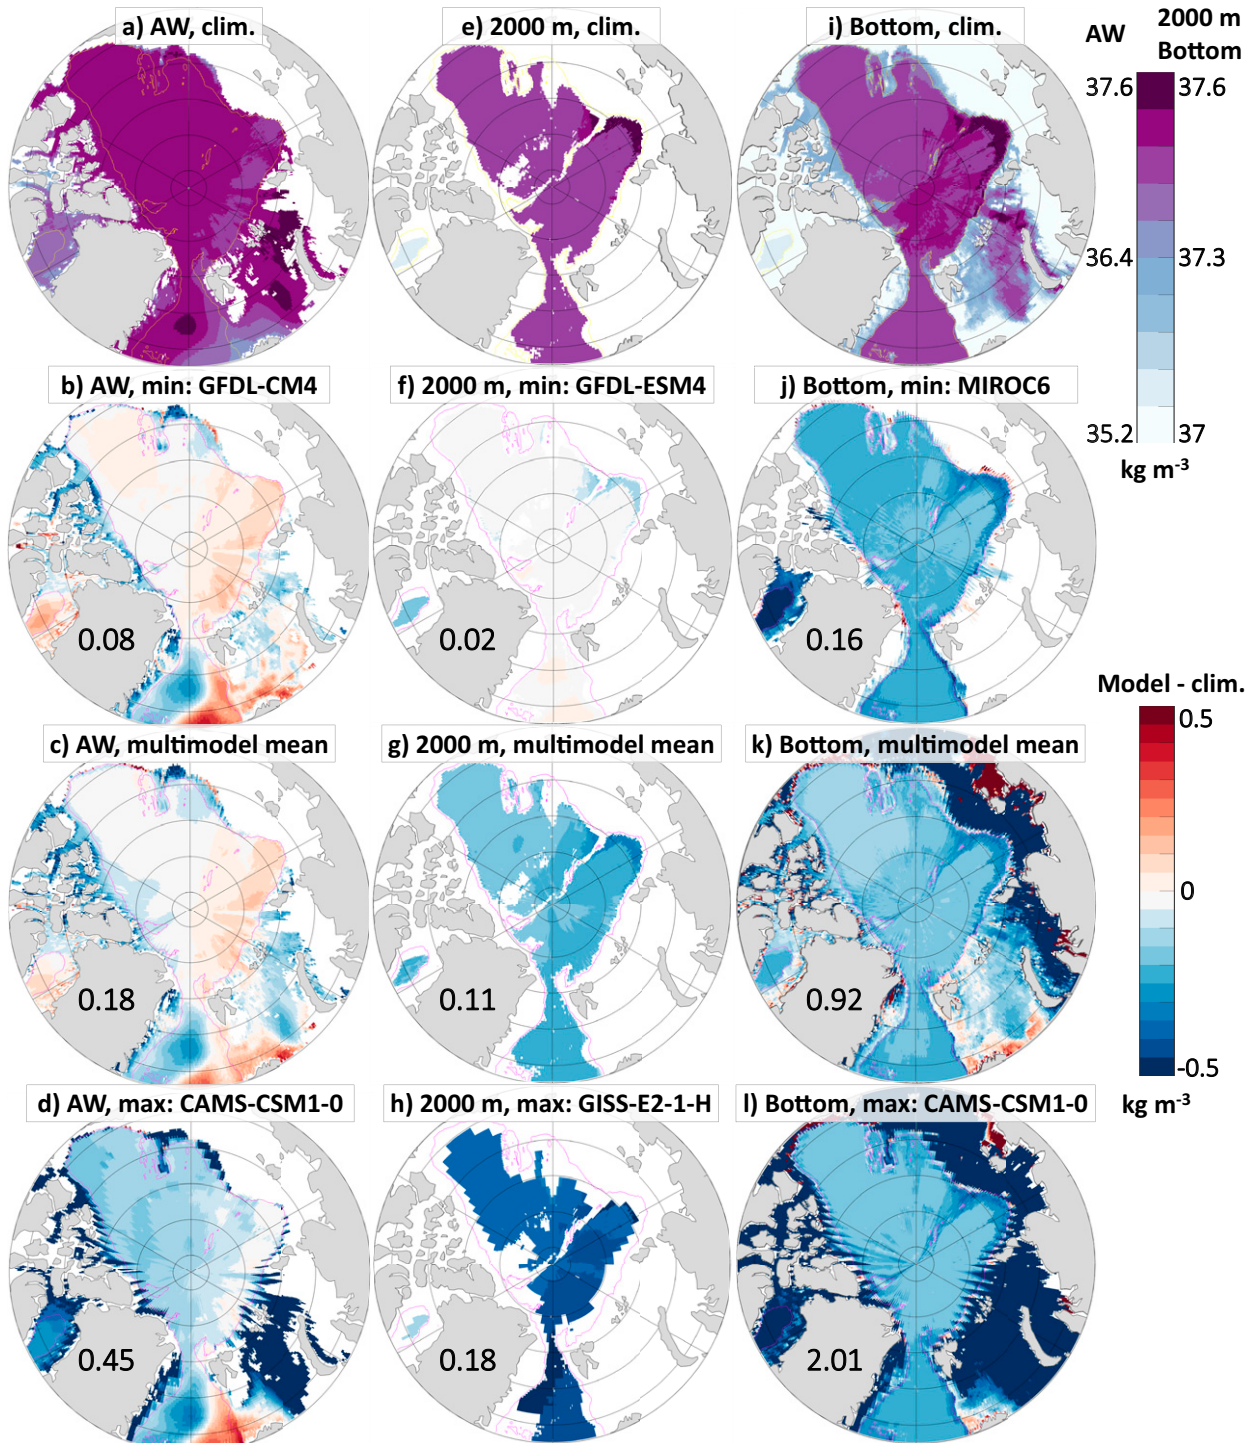 a) AW, clim.
e) 2000 m, clim.
i) Bottom, clim.
AW
2000 m
Bottom
37.6
37.6
36.4
37.3
35.2
37
kg m⁻³
b) AW, min: GFDL-CM4
f) 2000 m, min: GFDL-ESM4
j) Bottom, min: MIROC6
0.08
0.02
0.16
Model - clim.
0.5
0
-0.5
kg m⁻³
c) AW, multimodel mean
g) 2000 m, multimodel mean
k) Bottom, multimodel mean
0.18
0.11
0.92
d) AW, max: CAMS-CSM1-0
h) 2000 m, max: GISS-E2-1-H
l) Bottom, max: CAMS-CSM1-0
0.45
0.18
2.01